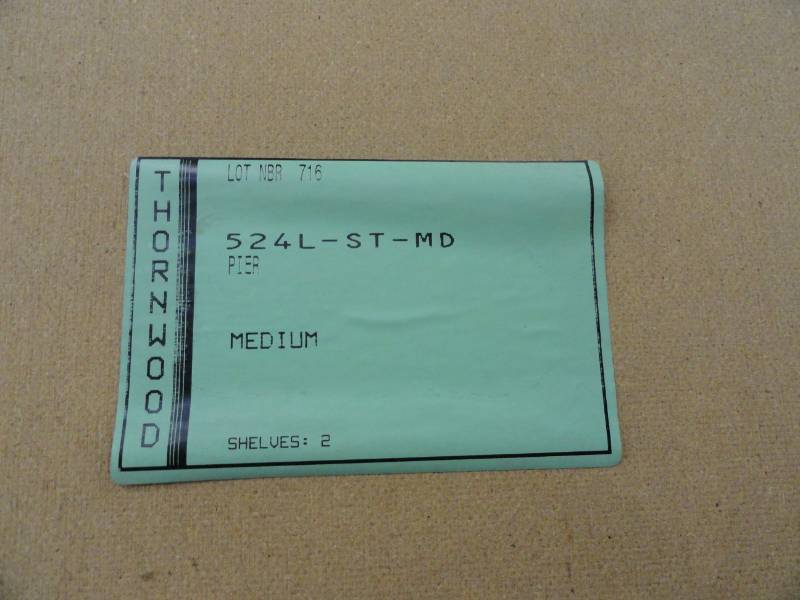 THORNWOOD
LOT NBR 716
524L-ST-MD
PIER
MEDIUM
SHELVES: 2